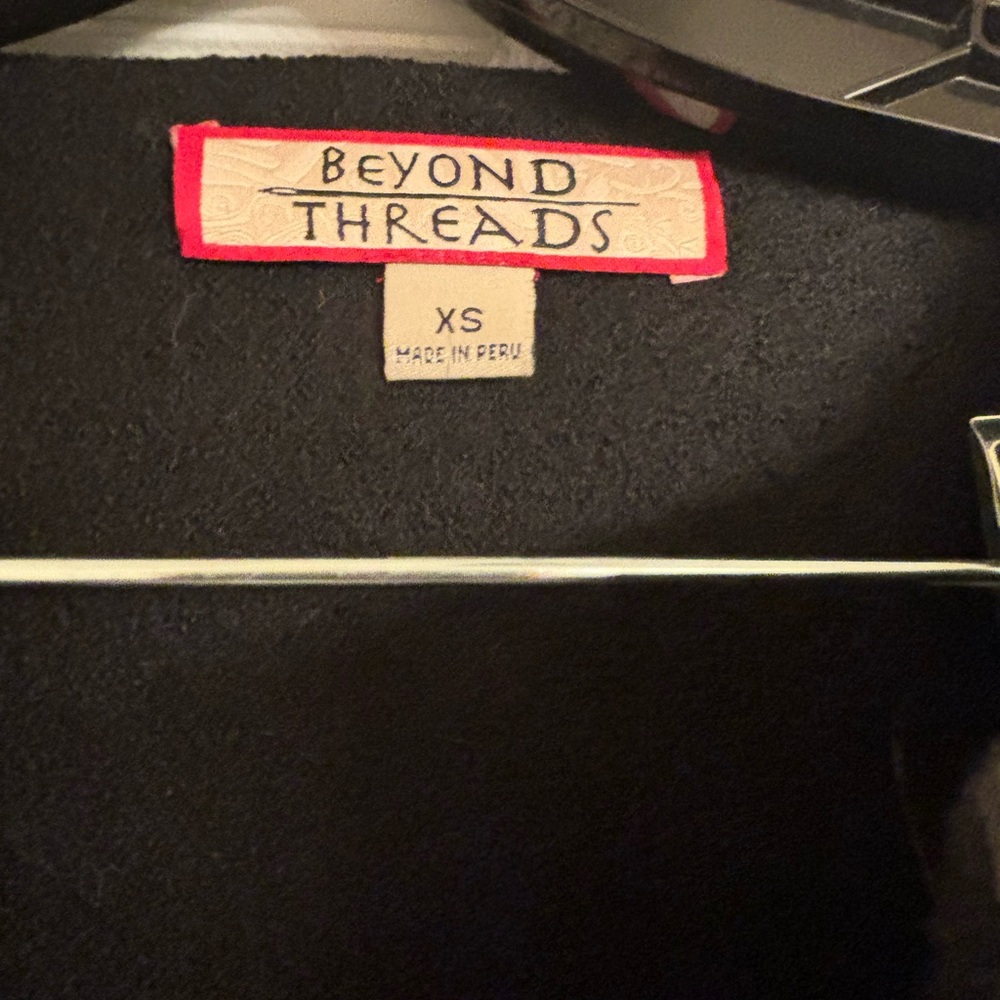 BEYOND
THREADS
XS
MADE IN PERU